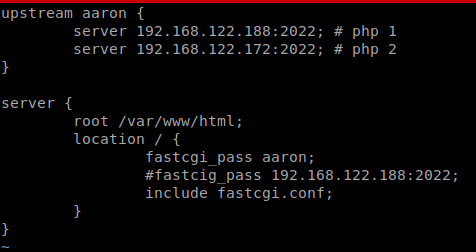 upstream aaron {
        server 192.168.122.188:2022; # php 1
        server 192.168.122.172:2022; # php 2
}

server {
        root /var/www/html;
        location / {
                fastcgi_pass aaron;
                #fastcig_pass 192.168.122.188:2022;
                include fastcgi.conf;
        }
}
~